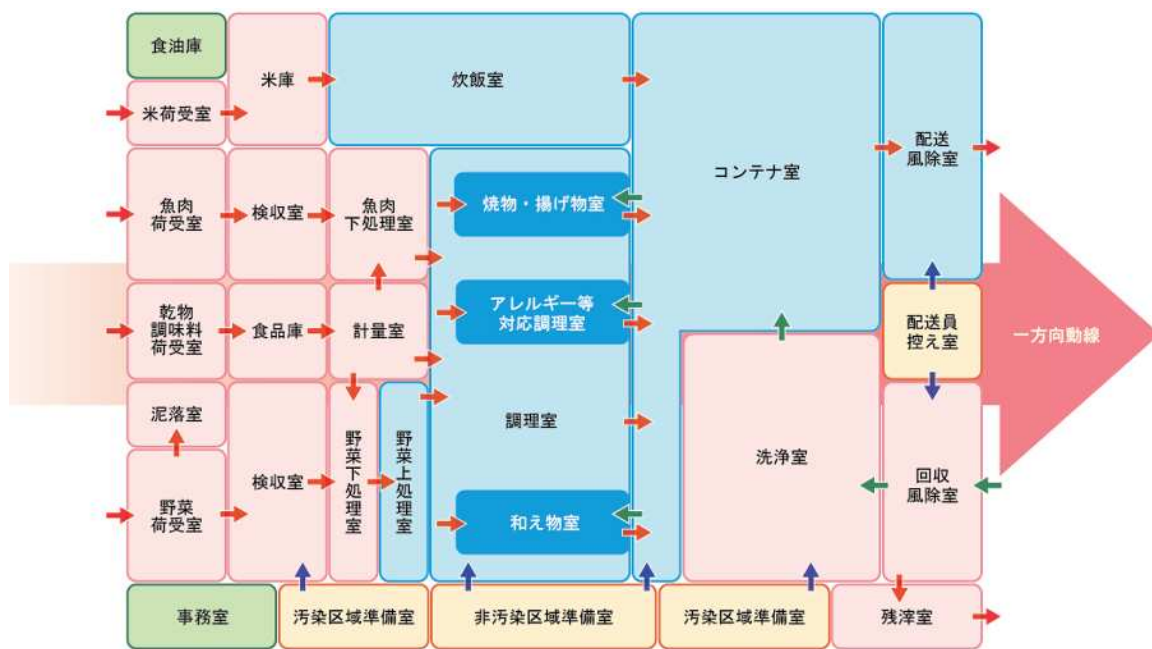 食油庫
米荷受室
米庫
炊飯室
コンテナ室
配送
風除室
魚肉
荷受室
検収室
魚肉
下処理室
焼物・揚げ物室
乾物
調味料
荷受室
食品庫
計量室
アレルギー等
対応調理室
配送員
控え室
一方向動線
泥落室
野菜
荷受室
検収室
野菜下処理室
野菜上処理室
調理室
和え物室
洗浄室
回収
風除室
事務室
汚染区域準備室
非汚染区域準備室
汚染区域準備室
残滓室